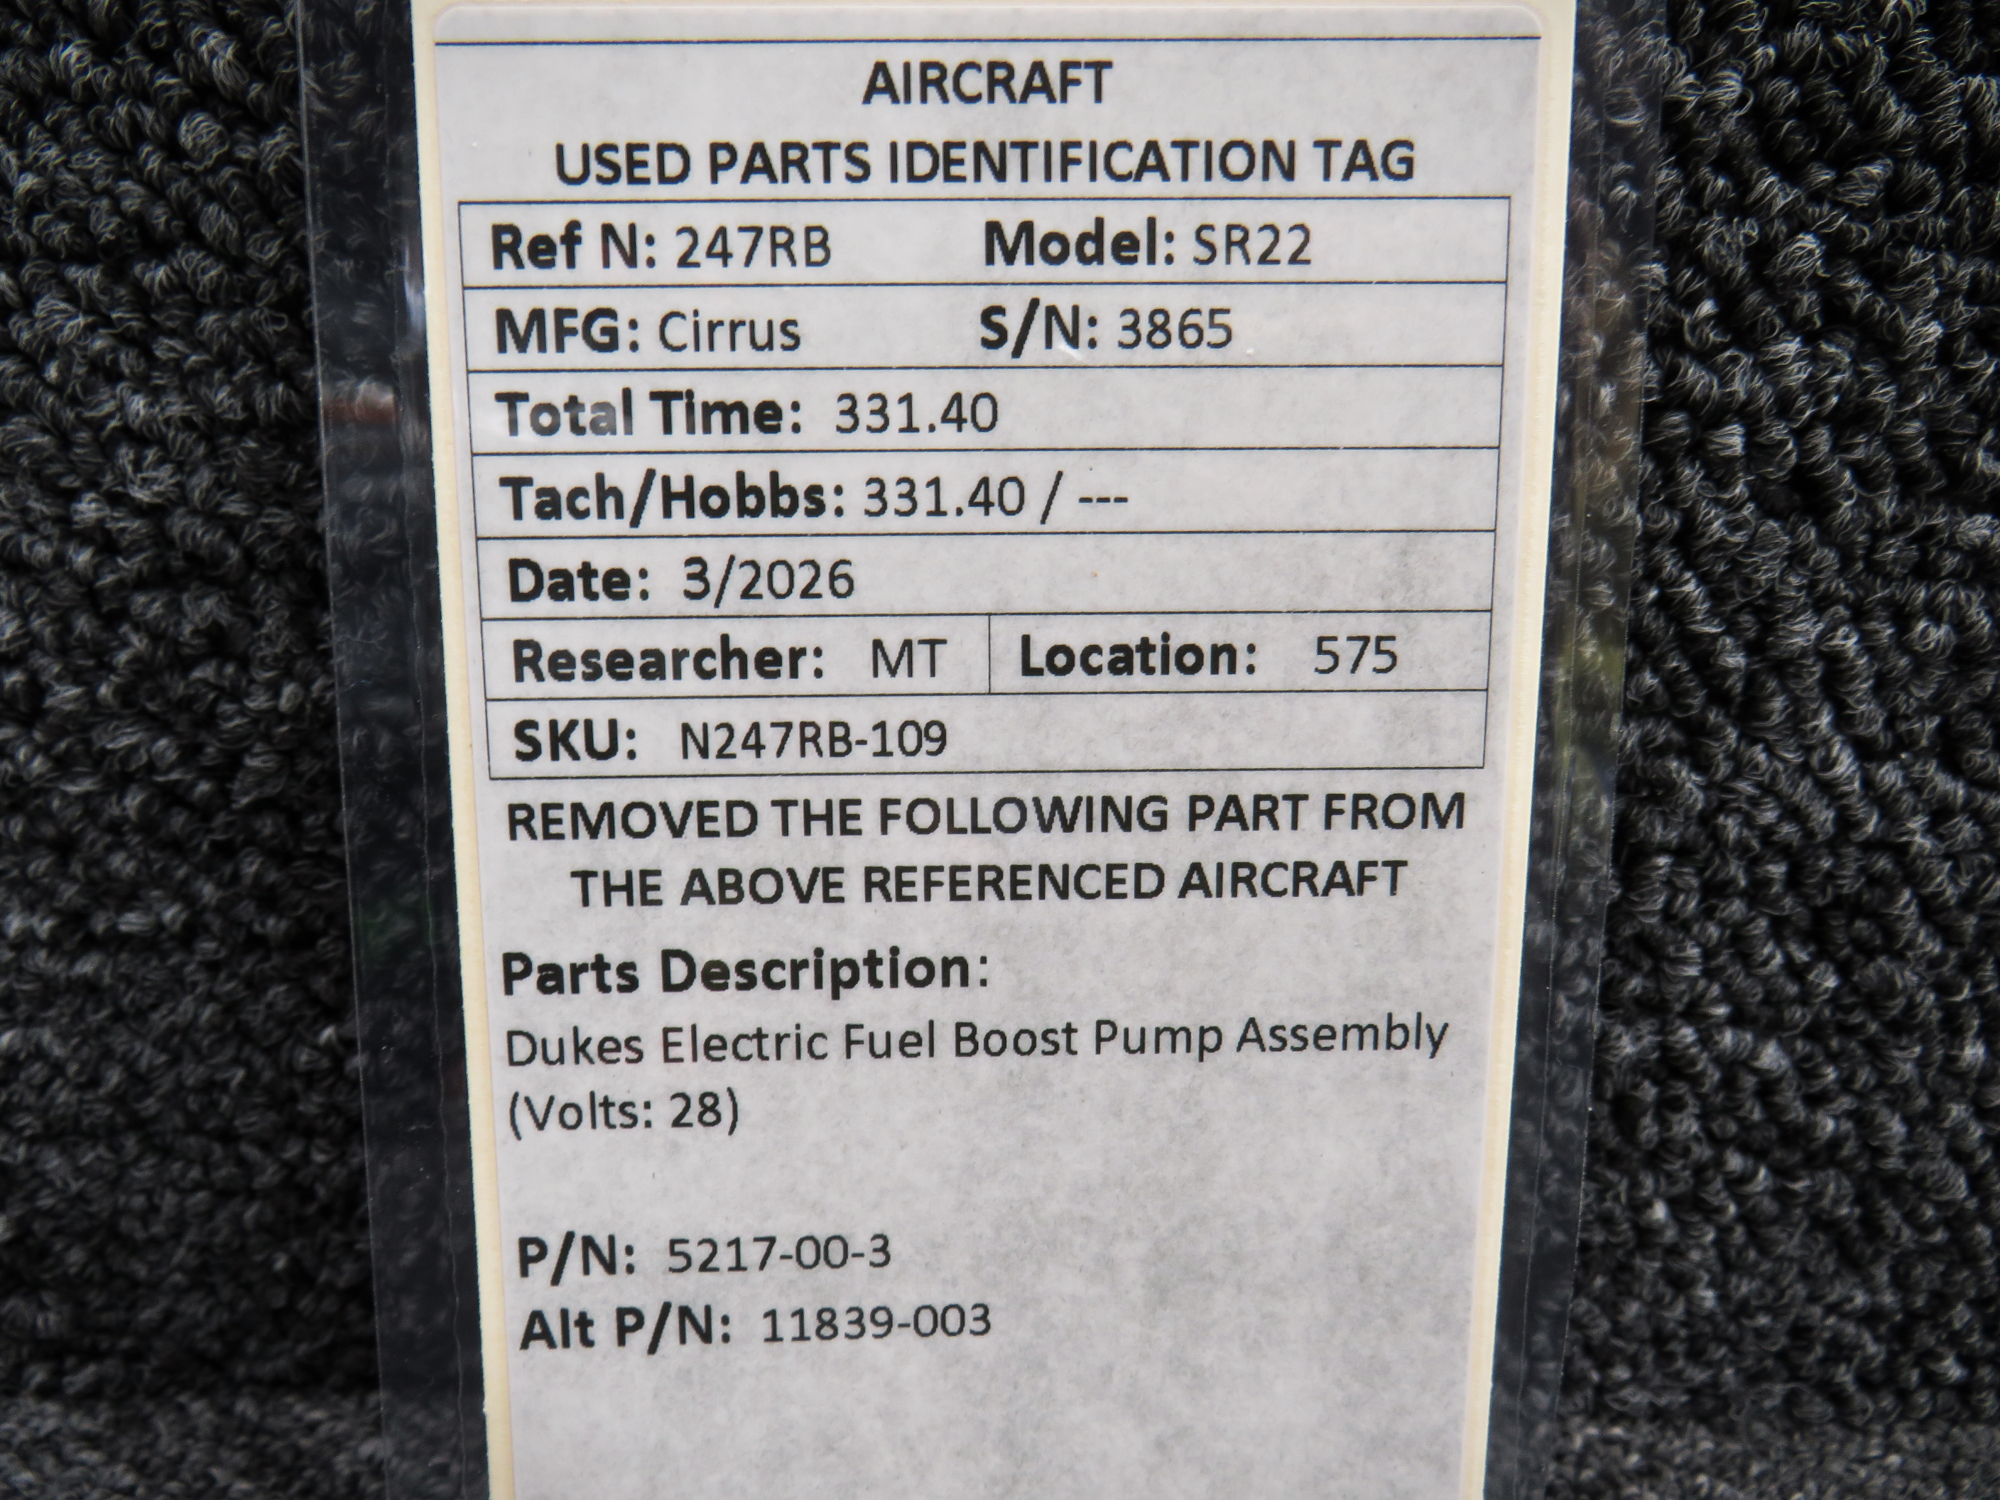 AIRCRAFT
USED PARTS IDENTIFICATION TAG
Ref N: 247RB Model: SR22
MFG: Cirrus S/N: 3865
Total Time: 331.40
Tach/Hobbs: 331.40 / ---
Date: 3/2026
Researcher: MT Location: 575
SKU: N247RB-109
REMOVED THE FOLLOWING PART FROM
THE ABOVE REFERENCED AIRCRAFT
Parts Description:
Dukes Electric Fuel Boost Pump Assembly
(Volts: 28)
P/N: 5217-00-3
Alt P/N: 11839-003